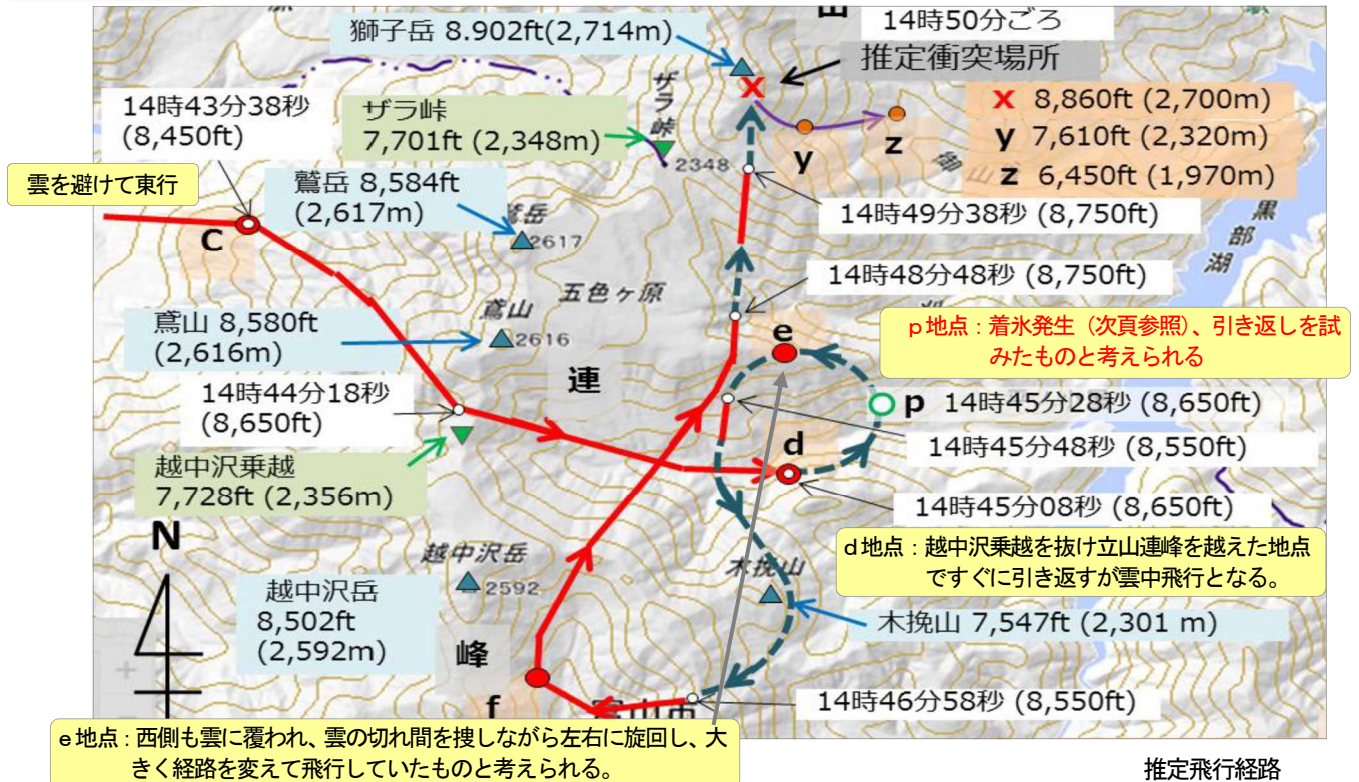 14時50分ごろ
獅子岳 8.902ft(2,714m)
推定衝突場所
14時43分38秒
(8,450ft)
ザラ峠
7,701ft (2,348m)
ザラ峠
x 8,860ft (2,700m)
y 7,610ft (2,320m)
z 6,450ft (1,970m)
雲を避けて東行
鷲岳 8,584ft
(2,617m)
2348
y
z
14時49分38秒 (8,750ft)
C
鷲岳
2617
黒部湖
14時48分48秒 (8,750ft)
五色ヶ原
鳶山
鳶山 8,580ft
(2,616m)
2616
連
e
p地点:着氷発生(次頁参照)、引き返しを試
みたものと考えられる
14時44分18秒
(8,650ft)
p 14時45分28秒 (8,650ft)
14時45分48秒 (8,550ft)
d
越中沢乗越
7,728ft (2,356m)
14時45分08秒 (8,650ft)
N
d地点:越中沢乗越を抜け立山連峰を越えた地点
ですぐに引き返すが雲中飛行となる。
越中沢岳
2592
木挽山
越中沢岳
8,502ft
(2,592m)
木挽山 7,547ft (2,301 m)
峰
f
14時46分58秒 (8,550ft)
富山市
e地点:西側も雲に覆われ、雲の切れ間を捜しながら左右に旋回し、大
きく経路を変えて飛行していたものと考えられる。
推定飛行経路